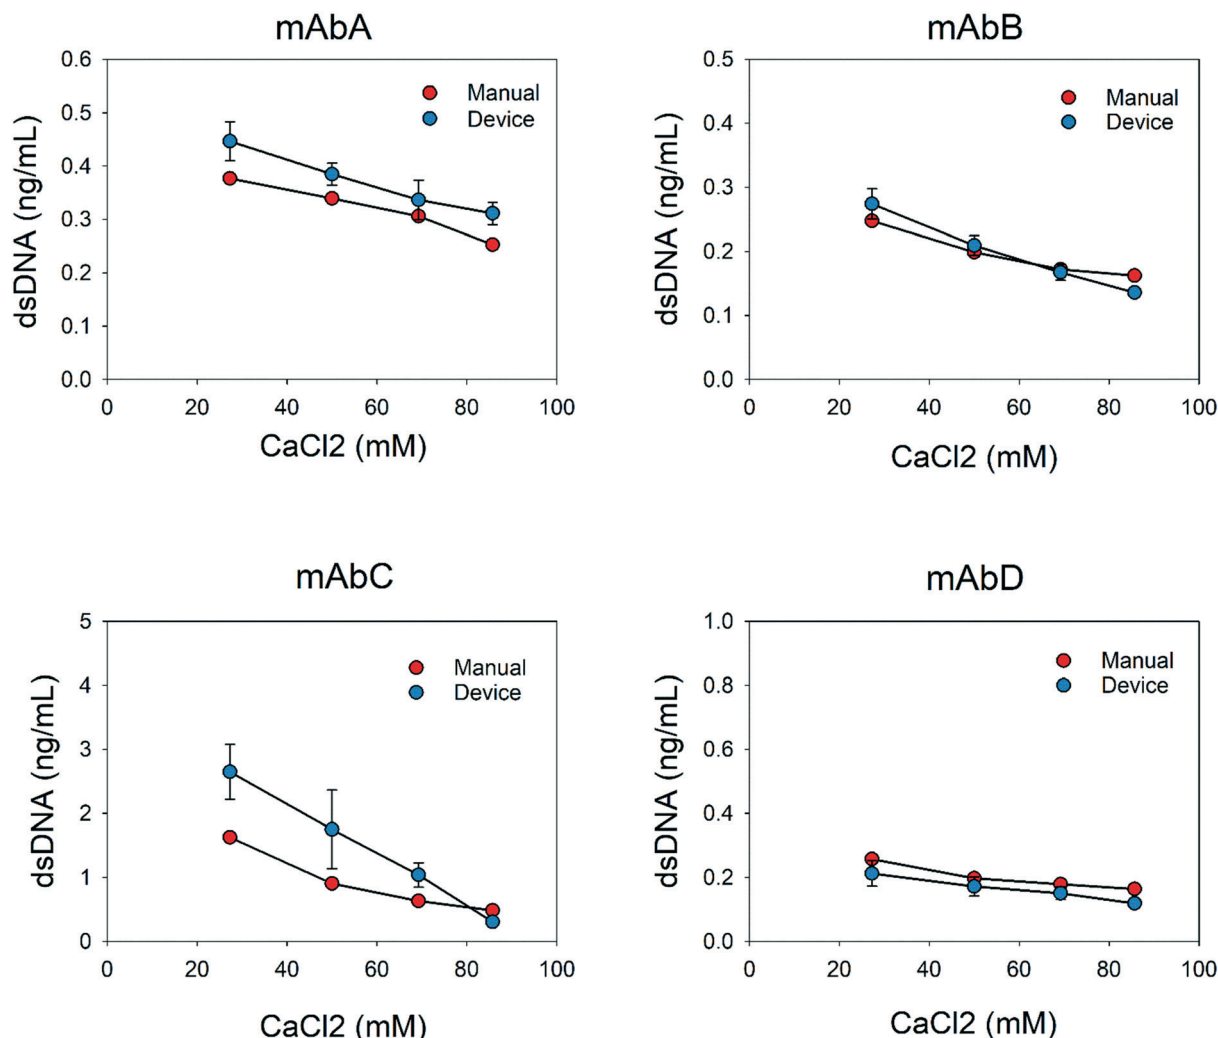 mAbA
0.6
0.5
0.4
0.3
0.2
0.1
0.0
dsDNA (ng/mL)
Manual
Device
0 20 40 60 80 100
CaCl2 (mM)
mAbB
0.5
0.4
0.3
0.2
0.1
0.0
dsDNA (ng/mL)
Manual
Device
0 20 40 60 80 100
CaCl2 (mM)
mAbC
5
4
3
2
1
0
dsDNA (ng/mL)
Manual
Device
0 20 40 60 80 100
CaCl2 (mM)
mAbD
1.0
0.8
0.6
0.4
0.2
0.0
dsDNA (ng/mL)
Manual
Device
0 20 40 60 80 100
CaCl2 (mM)